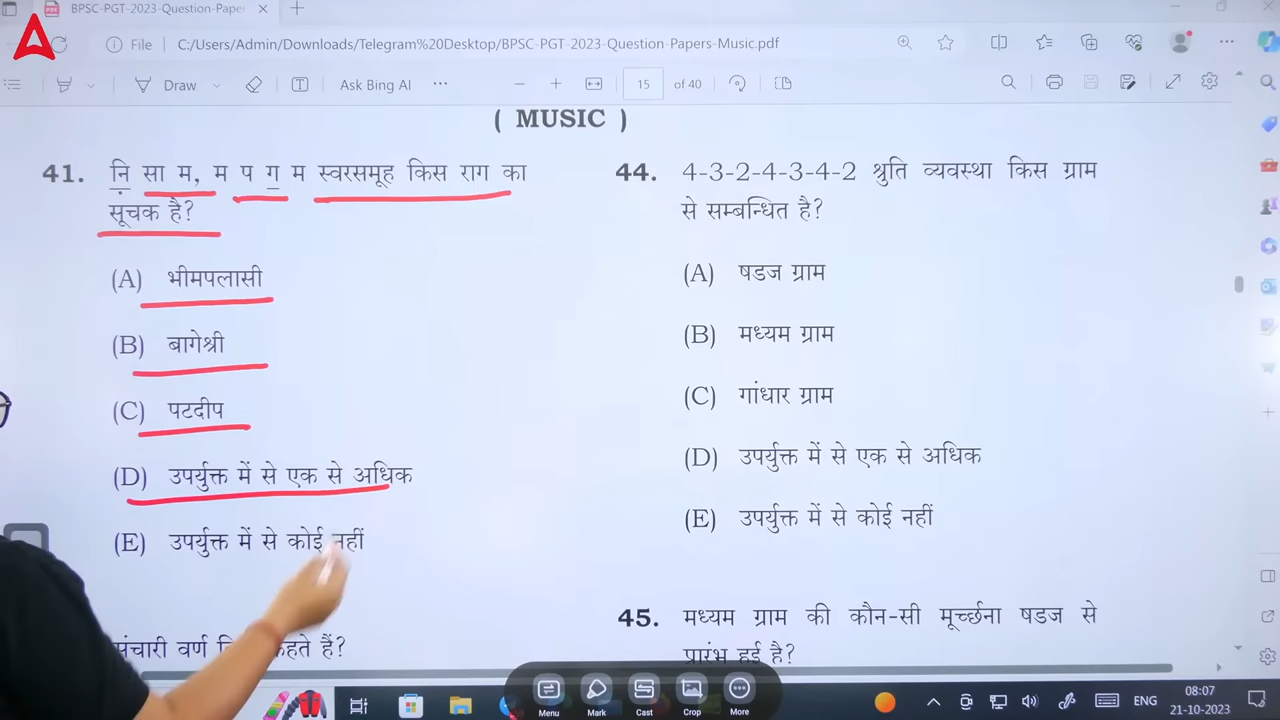 BPSC-PGT-2023-Question-Paper
File
C:/Users/Admin/Downloads/Telegram%20Desktop/BPSC-PGT-2023-Question-Papers-Music.pdf
Draw
Ask Bing AI
15
of 40
( MUSIC )
41. नि̣ सा म, म प ग॒ म स्वरसमूह किस राग का
सूचक है?
(A) भीमपलासी
(B) बागेश्री
(C) पटदीप
(D) उपर्युक्त में से एक से अधिक
(E) उपर्युक्त में से कोई नहीं
संचारी वर्ण कहते हैं?
44. 4-3-2-4-3-4-2 श्रुति व्यवस्था किस ग्राम
से सम्बन्धित है?
(A) षडज ग्राम
(B) मध्यम ग्राम
(C) गांधार ग्राम
(D) उपर्युक्त में से एक से अधिक
(E) उपर्युक्त में से कोई नहीं
45. मध्यम ग्राम की कौन-सी मूर्च्छना षडज से
प्रारंभ हुई है?
Menu
Mark
Cast
Crop
More
ENG
08:07
21-10-2023